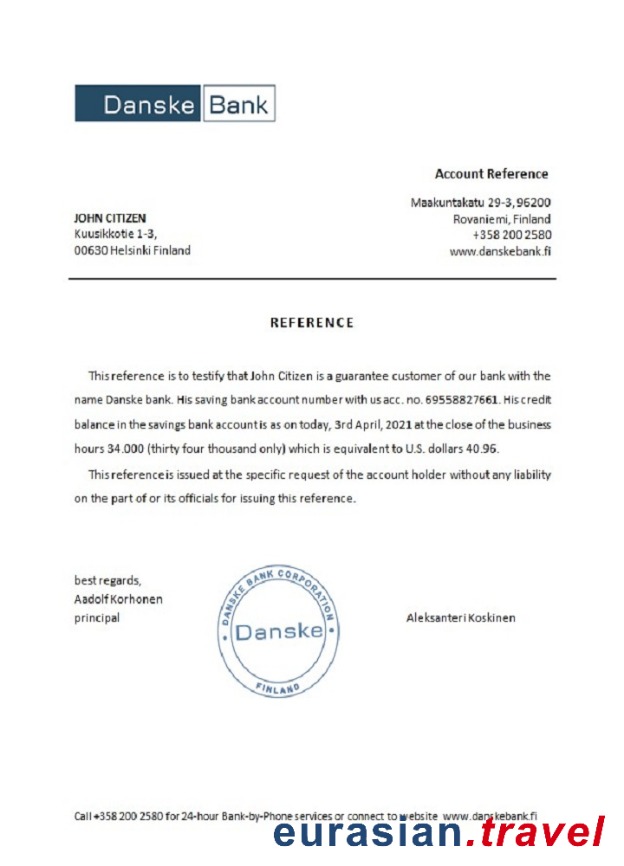 Danske Bank
Account Reference
Maakuntakatu 29-3, 96200
Rovaniemi, Finland
+358 200 2580
www.danskebank.fi
JOHN CITIZEN
Kuusikkotie 1-3,
00630 Helsinki Finland
REFERENCE
This reference is to testify that John Citizen is a guarantee customer of our bank with the
name Danske bank. His saving bank account number with us acc. no. 69558827661. His credit
balance in the savings bank account is as on today, 3rd April, 2021 at the close of the business
hours 34.000 (thirty four thousand only) which is equivalent to U.S. dollars 40.96.
This reference is issued at the specific request of the account holder without any liability
on the part of or its officials for issuing this reference.
best regards,
Aadolf Korhonen
principal
DANSKE BANK CORPORATION
Danske
FINLAND
Aleksanteri Koskinen
Call +358 200 2580 for 24-hour Bank-by-Phone services or connect to website www.danskebank.fi
eurasian.travel